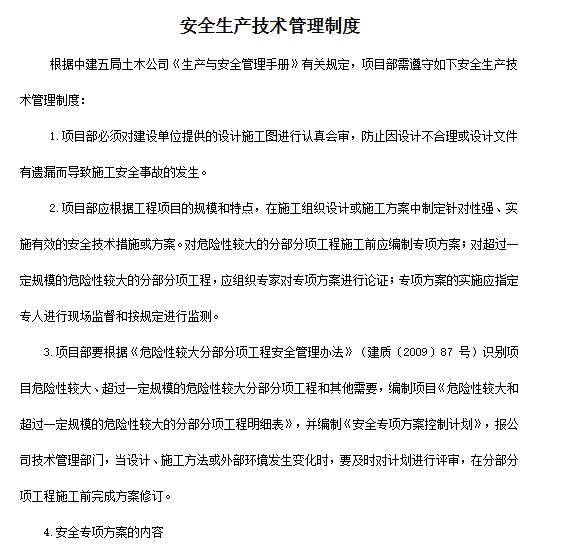 安全生产技术管理制度
根据中建五局土木公司《生产与安全管理手册》有关规定，项目部需遵守如下安全生产技
术管理制度：
1.项目部必须对建设单位提供的设计施工图进行认真会审，防止因设计不合理或设计文件
有遗漏而导致施工安全事故的发生。
2.项目部应根据工程项目的规模和特点，在施工组织设计或施工方案中制定针对性强、实
施有效的安全技术措施或方案。对危险性较大的分部分项工程施工前应编制专项方案；对超过一
定规模的危险性较大的分部分项工程，应组织专家对专项方案进行论证；专项方案的实施应指定
专人进行现场监督和按规定进行监测。
3.项目部要根据《危险性较大分部分项工程安全管理办法》（建质〔2009〕87 号）识别项
目危险性较大、超过一定规模的危险性较大分部分项工程和其他需要，编制项目《危险性较大和
超过一定规模的危险性较大的分部分项工程明细表》，并编制《安全专项方案控制计划》，报公
司技术管理部门，当设计、施工方法或外部环境发生变化时，要及时对计划进行评审，在分部分
项工程施工前完成方案修订。
4.安全专项方案的内容